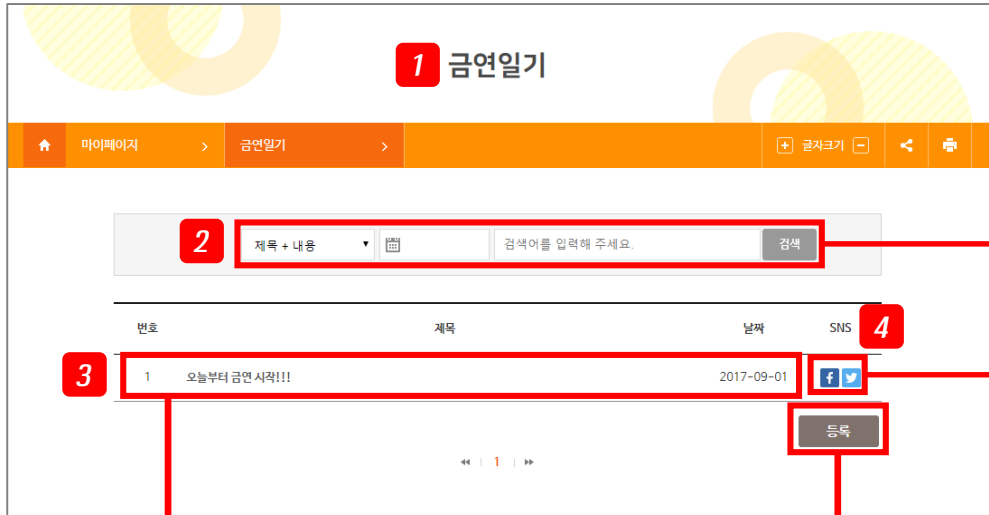 1 금연일기
마이페이지 > 금연일기 > + 글자크기 -
2 제목 + 내용 검색어를 입력해 주세요. 검색
번호 제목 날짜 SNS 4
3 1 오늘부터 금연 시작!!! 2017-09-01
등록
1